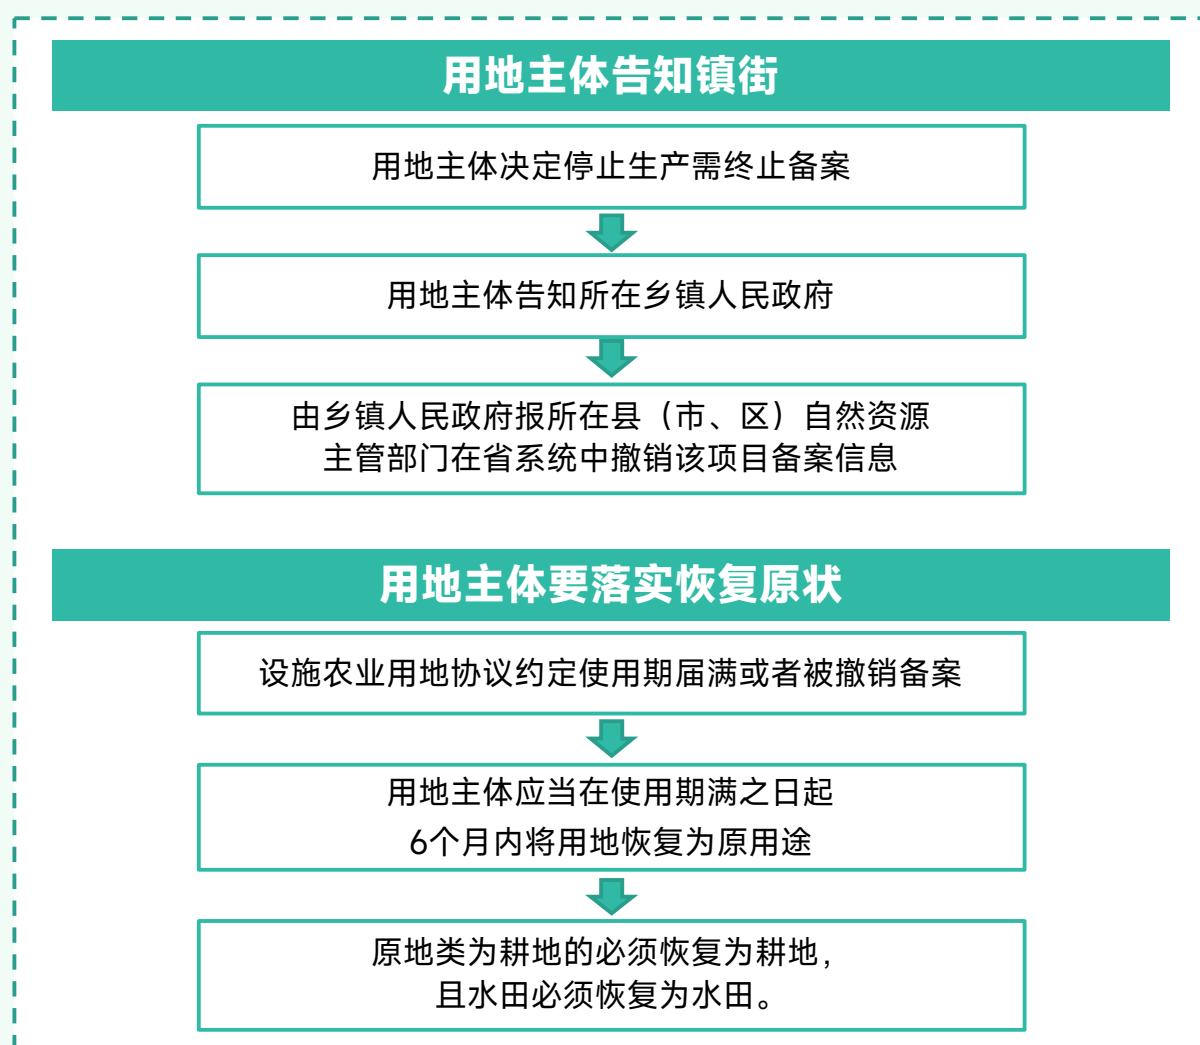 用地主体告知镇街
用地主体决定停止生产需终止备案
用地主体告知所在乡镇人民政府
由乡镇人民政府报所在县（市、区）自然资源
主管部门在省系统中撤销该项目备案信息
用地主体要落实恢复原状
设施农业用地协议约定使用期届满或者被撤销备案
用地主体应当在使用期满之日起
6个月内将用地恢复为原用途
原地类为耕地的必须恢复为耕地，
且水田必须恢复为水田。